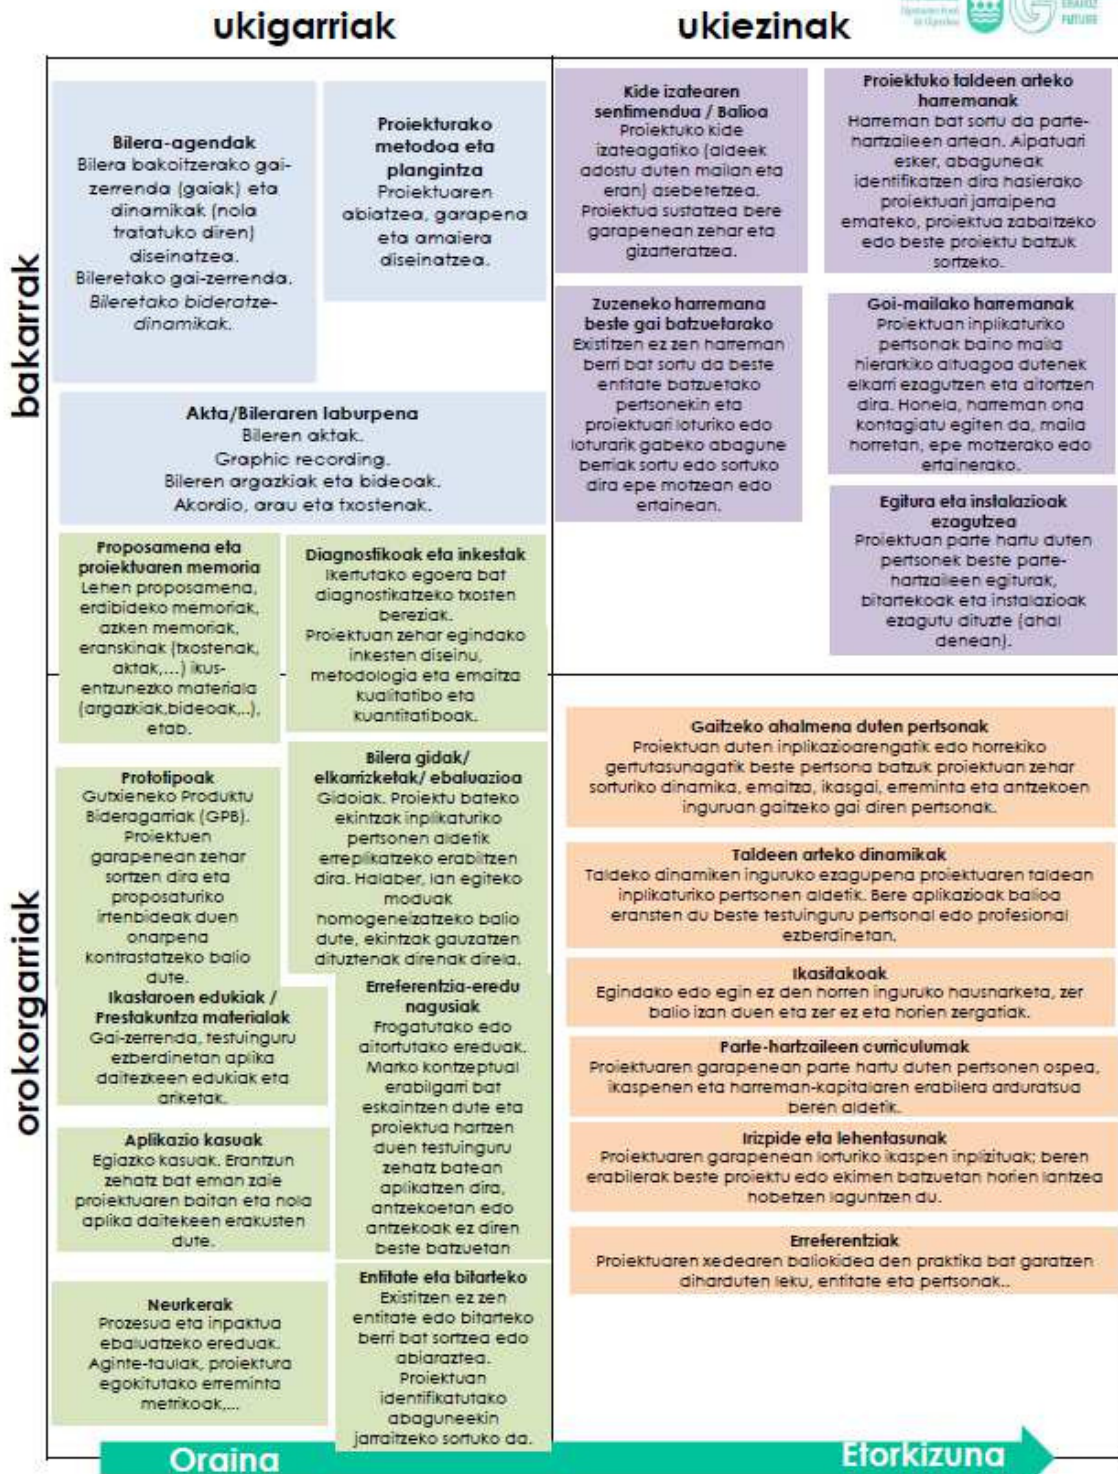 ukigarriak
ukiezinak
FUTURE
bakarrak
Bilera-agendak
Bilera bakoitzerako gai-
zerrenda (gaiak) eta
dinamikak (nola
tratatuko diren)
diseinatzea.
Bileretako gai-zerrenda.
Bileretako bideratze-
dinamikak.
Proiekturako
metodoa eta
plangintza
Proiektuaren
abiatzea, garapena
eta amaiera
diseinatzea.
Akta/Bileraren laburpena
Bileren aktak.
Graphic recording.
Bileren argazkiak eta bideoak.
Akordio, arau eta txostenak.
Kide izatearen
sentimendua / Balioa
Proiektuko kide
izateagatiko (aldeek
adostu duten mailan eta
eran) asebetetzea.
Proiektua sustatzea bere
garapenean zehar eta
gizarteratzea.
Proiektuko taldeen arteko
harremanak
Harreman bat sortu da parte-
hartzaileen artean. Aipatuari
esker, abaguneak
identifikatzen dira hasierako
proiektuari jarraipena
emateko, proiektua zabaltzeko
edo beste proiektu batzuk
sortzeko.
Zuzeneko harremana
beste gai batzuetarako
Existitzen ez zen harreman
berri bat sortu da beste
entitate batzuetako
pertsonekin eta
proiektuari loturiko edo
loturarik gabeko abagune
berriak sortu edo sortuko
dira epe motzean edo
ertainean.
Goi-mailako harremanak
Proiektuan inplikaturiko
pertsonak baino maila
hierarkiko altuagoa dutenek
elkarri ezagutzen eta aitortzen
dira. Honela, harreman ona
kontagiatu egiten da, maila
horretan, epe motzerako edo
ertainerako.
Egitura eta instalazioak
ezagutzea
Proiektuan parte hartu duten
pertsonek beste parte-
hartzaileen egiturak,
bitartekoak eta instalazioak
ezagutu dituzte (ahal
denean).
orokorgarriak
Proposamena eta
proiektuaren memoria
Lehen proposamena,
erdibideko memoriak,
azken memoriak,
eranskinak (txostenak,
aktak,...) ikus-
entzunezko materiala
(argazkiak,bideoak,..),
etab.
Diagnostikoak eta inkestak
Ikertutako egoera bat
diagnostikatzeko txosten
bereziak.
Proiektuan zehar egindako
inkesten diseinu,
metodologia eta emaitza
kualitatibo eta
kuantitatiboak.
Prototipoak
Gutxieneko Produktu
Bideragarriak (GPB).
Proiektuen
garapenean zehar
sortzen dira eta
proposaturiko
irtenbideak duen
onarpena
kontrastatzeko balio
dute.
Bilera gidak/
elkarrizketak/ ebaluazioa
Gidoiak. Proiektu bateko
ekintzak inplikaturiko
pertsonen aldetik
erreplikatzeko erabiltzen
dira. Halaber, lan egiteko
moduak
homogeneizatzeko balio
dute, ekintzak gauzatzen
dituztenak direnak direla.
Ikastaroen edukiak /
Prestakuntza materialak
Gai-zerrenda, testuinguru
ezberdinetan aplika
daitezkeen edukiak eta
ariketak.
Erreferentzia-eredu
nagusiak
Frogatutako edo
aitortutako ereduak.
Marko kontzeptual
erabilgarri bat
eskaintzen dute eta
proiektua hartzen
duen testuinguru
zehatz batean
aplikatzen dira,
antzekoetan edo
antzekoak ez diren
beste batzuetan
Aplikazio kasuak
Egiazko kasuak. Erantzun
zehatz bat eman zaie
proiektuaren baitan eta nola
aplika daitekeen erakusten
dute.
Neurkerak
Prozesua eta inpaktua
ebaluatzeko ereduak.
Aginte-taulak, proiektura
egokitutako erreminta
metrikoak,...
Entitate eta bitarteko
Existitzen ez zen
entitate edo bitarteko
berri bat sortzea edo
abiaraztea.
Proiektuan
identifikatutako
abaguneekin
jarraitzeko sortuko da.
Gaitzeko ahalmena duten pertsonak
Proiektuan duten inplikazioarengatik edo horrekiko
gertutasunagatik beste pertsona batzuk proiektuan zehar
sorturiko dinamika, emaitza, ikasgai, erreminta eta antzekoen
inguruan gaitzeko gai diren pertsonak.
Taldeen arteko dinamikak
Taldeko dinamiken inguruko ezagupena proiektuaren taldean
inplikaturiko pertsonen aldetik. Bere aplikazioak balioa
eransten du beste testuinguru pertsonal edo profesional
ezberdinetan.
Ikasitakoak
Egindako edo egin ez den horren inguruko hausnarketa, zer
balio izan duen eta zer ez eta horien zergatiak.
Parte-hartzaileen curriculumak
Proiektuaren garapenean parte hartu duten pertsonen ospea,
ikaspenen eta harreman-kapitalaren erabilera arduratsua
beren aldetik.
Irizpide eta lehentasunak
Proiektuaren garapenean lorturiko ikaspen inplizituak; beren
erabilerak beste proiektu edo ekimen batzuetan horien lantzea
hobetzen laguntzen du.
Erreferentziak
Proiektuaren xedearen baliokidea den praktika bat garatzen
diharduten leku, entitate eta pertsonak..
Oraina
Etorkizuna